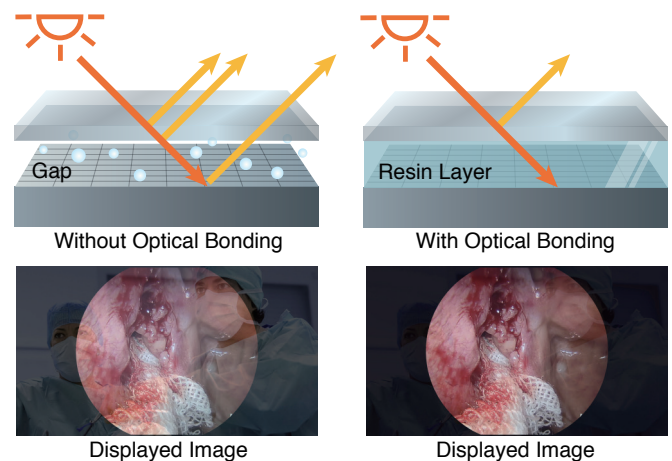 Gap
Resin Layer
Without Optical Bonding
With Optical Bonding
Displayed Image
Displayed Image